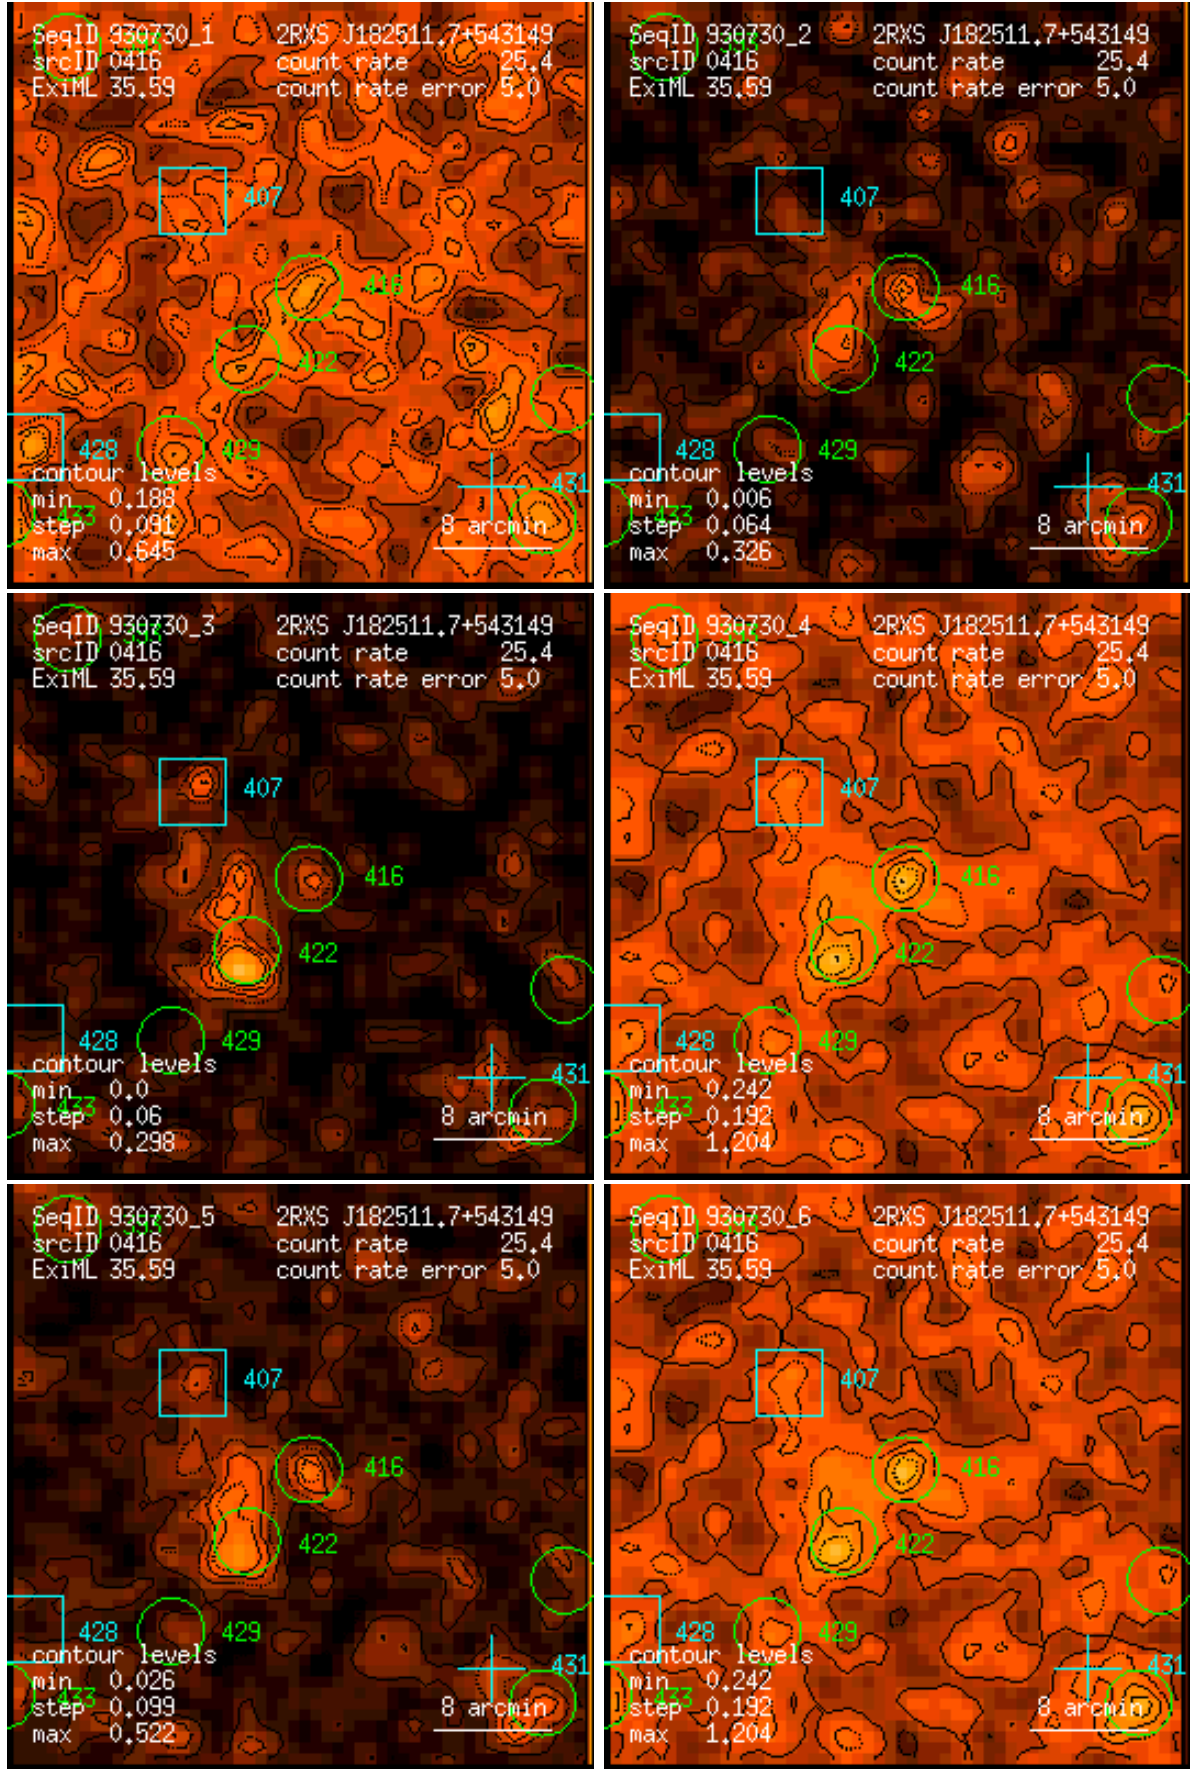 SeqID 930730_1 2RXS J182511.7+543149
srcID 0416 count rate 25.4
ExiML 35.59 count rate error 5.0
407
416
422
428 429
contour levels
431
min 0.188
433
step 0.091 8 arcmin
max 0.645
SeqID 930730_2 2RXS J182511.7+543149
srcID 0416 count rate 25.4
ExiML 35.59 count rate error 5.0
407
416
422
428 429
contour levels
431
min 0.006
433
step 0.064 8 arcmin
max 0.326
SeqID 930730_3 2RXS J182511.7+543149
srcID 0416 count rate 25.4
ExiML 35.59 count rate error 5.0
407
416
422
428 429
contour levels
431
min 0.0
433
step 0.06 8 arcmin
max 0.298
SeqID 930730_4 2RXS J182511.7+543149
srcID 0416 count rate 25.4
ExiML 35.59 count rate error 5.0
407
416
422
428 429
contour levels
431
min 0.242
433
step 0.192 8 arcmin
max 1.204
SeqID 930730_5 2RXS J182511.7+543149
srcID 0416 count rate 25.4
ExiML 35.59 count rate error 5.0
407
416
422
428 429
contour levels
431
min 0.026
433
step 0.099 8 arcmin
max 0.522
SeqID 930730_6 2RXS J182511.7+543149
srcID 0416 count rate 25.4
ExiML 35.59 count rate error 5.0
407
416
422
428 429
contour levels
431
min 0.242
433
step 0.192 8 arcmin
max 1.204